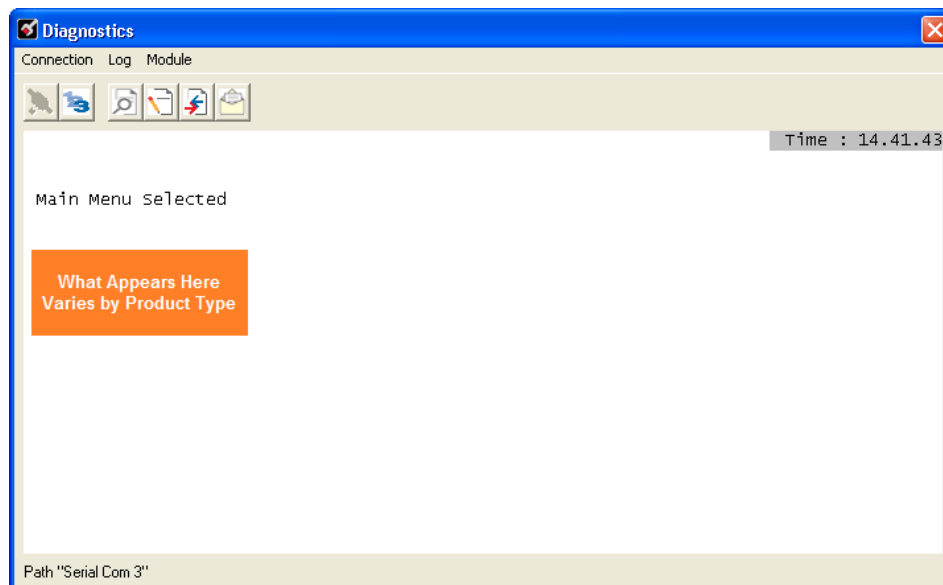 Diagnostics
Connection Log Module
Time : 14.41.43
Main Menu Selected
What Appears Here
Varies by Product Type
Path "Serial Com 3"